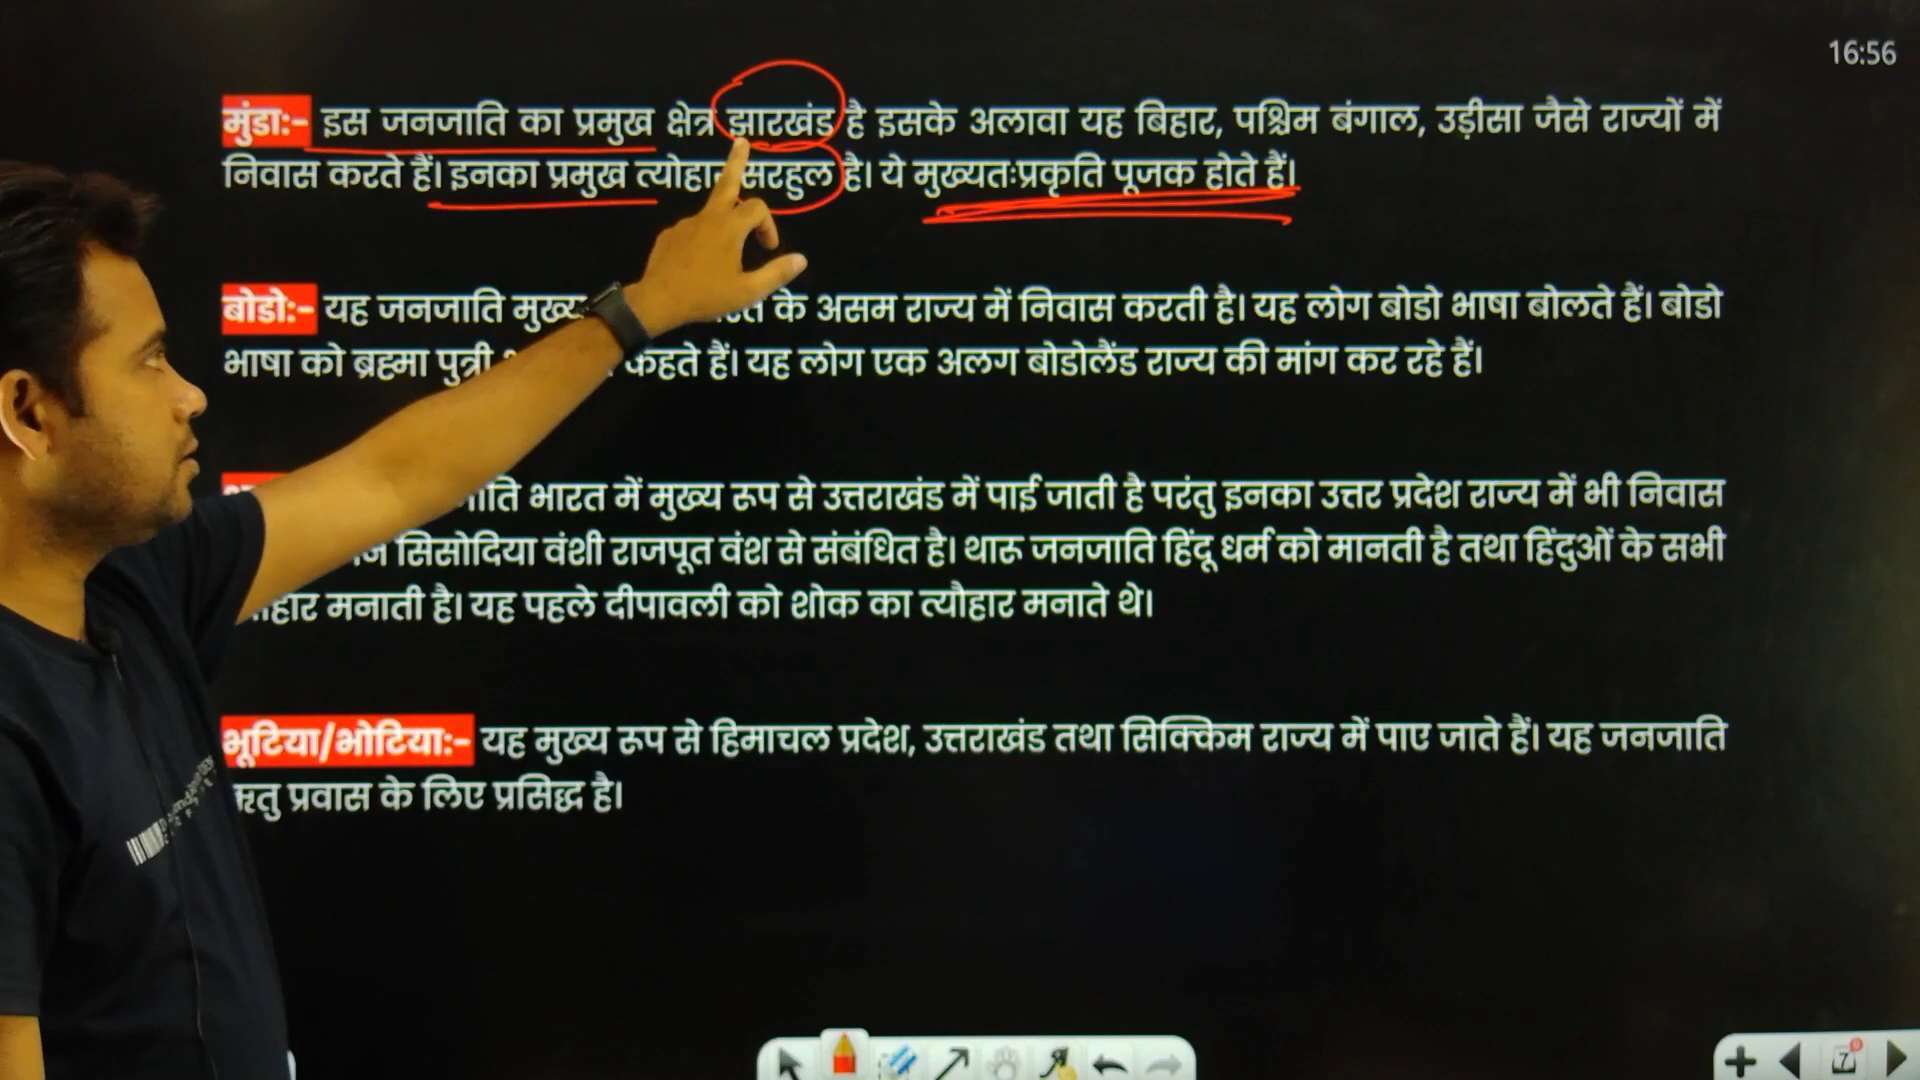 16:56
मुंडा:- इस जनजाति का प्रमुख क्षेत्र झारखंड है इसके अलावा यह बिहार, पश्चिम बंगाल, उड़ीसा जैसे राज्यों में
निवास करते हैं। इनका प्रमुख त्योहार सरहुल है। ये मुख्यतःप्रकृति पूजक होते हैं।
बोडो:- यह जनजाति मुख्य के असम राज्य में निवास करती है। यह लोग बोडो भाषा बोलते हैं। बोडो
भाषा को ब्रह्मा पुत्री कहते हैं। यह लोग एक अलग बोडोलैंड राज्य की मांग कर रहे हैं।
भारत में मुख्य रूप से उत्तराखंड में पाई जाती है परंतु इनका उत्तर प्रदेश राज्य में भी निवास
सिसोदिया वंशी राजपूत वंश से संबंधित है। थारू जनजाति हिंदू धर्म को मानती है तथा हिंदुओं के सभी
मनाती है। यह पहले दीपावली को शोक का त्यौहार मनाते थे।
भूटिया/भोटिया:- यह मुख्य रूप से हिमाचल प्रदेश, उत्तराखंड तथा सिक्किम राज्य में पाए जाते हैं। यह जनजाति
ऋतु प्रवास के लिए प्रसिद्ध है।
7